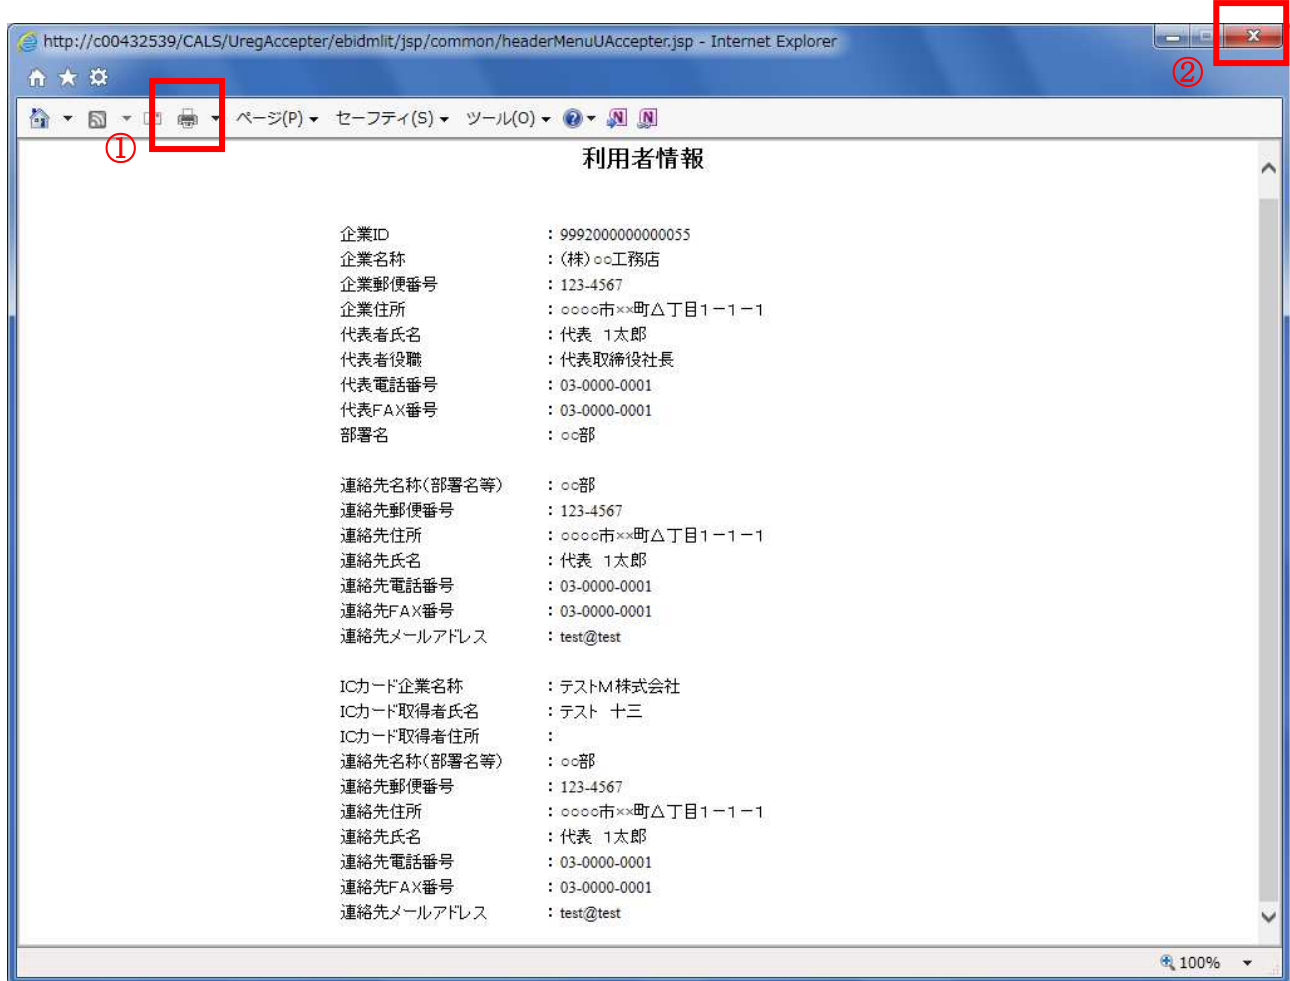 http://c00432539/CALS/UregAccepter/ebidmlit/jsp/common/headerMenuUAccepter.jsp - Internet Explorer
②
ページ(P) セーフティ(S) ツール(O)
①
利用者情報
企業ID : 9992000000000055
企業名称 : (株)○○工務店
企業郵便番号 : 123-4567
企業住所 : ○○○○市××町△丁目1-1-1
代表者氏名 : 代表 1太郎
代表者役職 : 代表取締役社長
代表電話番号 : 03-0000-0001
代表FAX番号 : 03-0000-0001
部署名 : ○○部
連絡先名称(部署名等) : ○○部
連絡先郵便番号 : 123-4567
連絡先住所 : ○○○○市××町△丁目1-1-1
連絡先氏名 : 代表 1太郎
連絡先電話番号 : 03-0000-0001
連絡先FAX番号 : 03-0000-0001
連絡先メールアドレス : test@test
ICカード企業名称 : テストM株式会社
ICカード取得者氏名 : テスト 十三
ICカード取得者住所 :
連絡先名称(部署名等) : ○○部
連絡先郵便番号 : 123-4567
連絡先住所 : ○○○○市××町△丁目1-1-1
連絡先氏名 : 代表 1太郎
連絡先電話番号 : 03-0000-0001
連絡先FAX番号 : 03-0000-0001
連絡先メールアドレス : test@test
100%